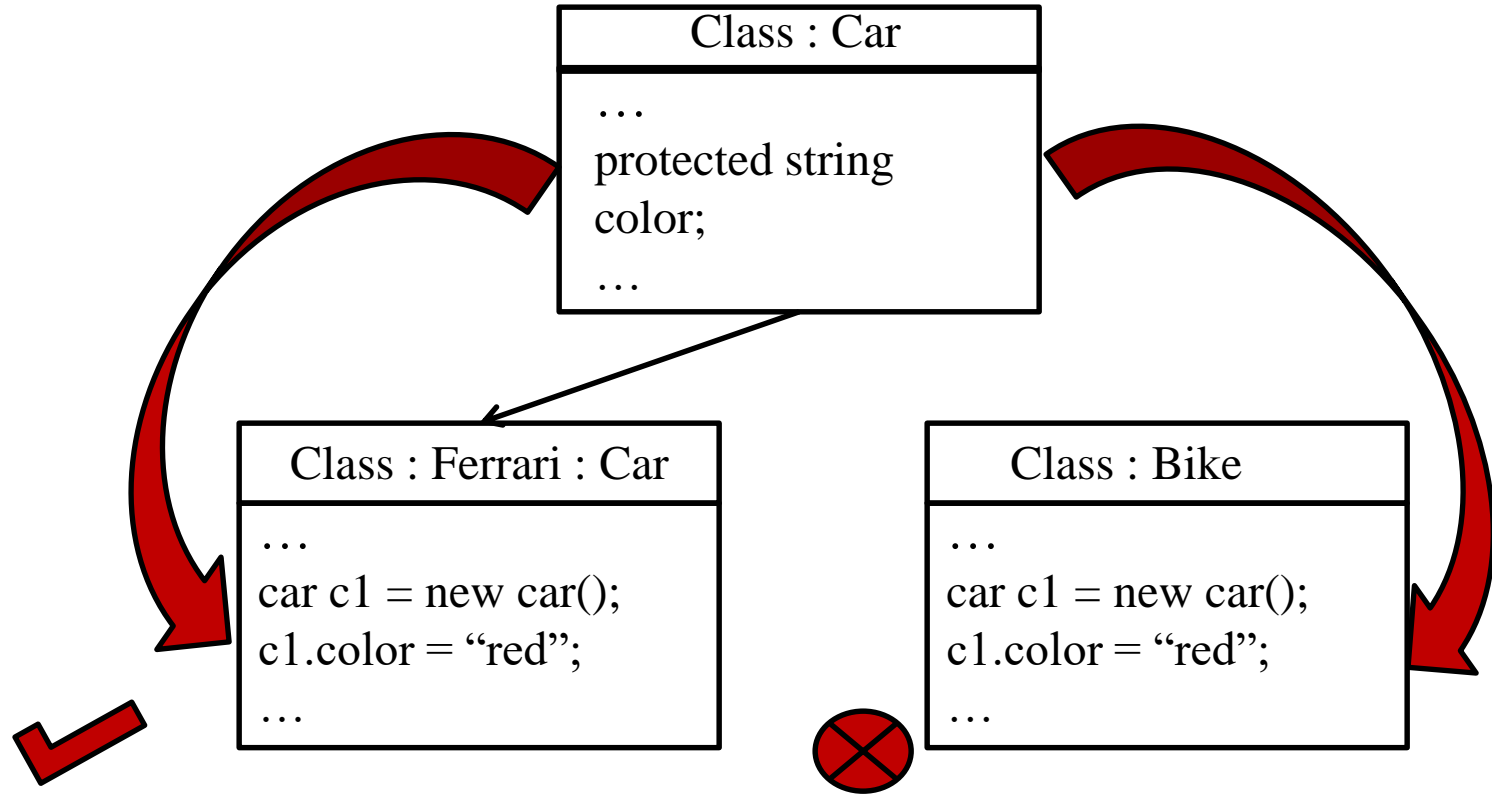 Class : Car
…
protected string
color;
…
Class : Ferrari : Car
…
car c1 = new car();
c1.color = “red”;
…
Class : Bike
…
car c1 = new car();
c1.color = “red”;
…